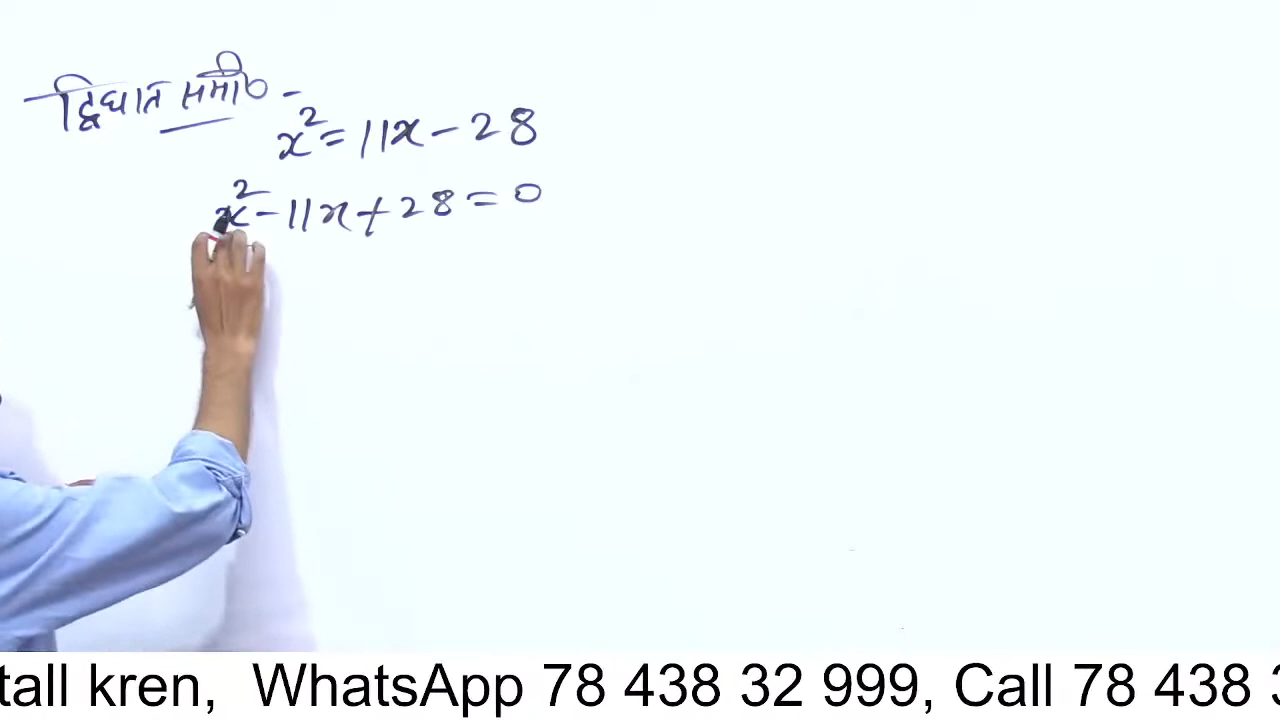 द्विघात समी० -
x² = 11x - 28
x² - 11x + 28 = 0
tall kren, WhatsApp 78 438 32 999, Call 78 438